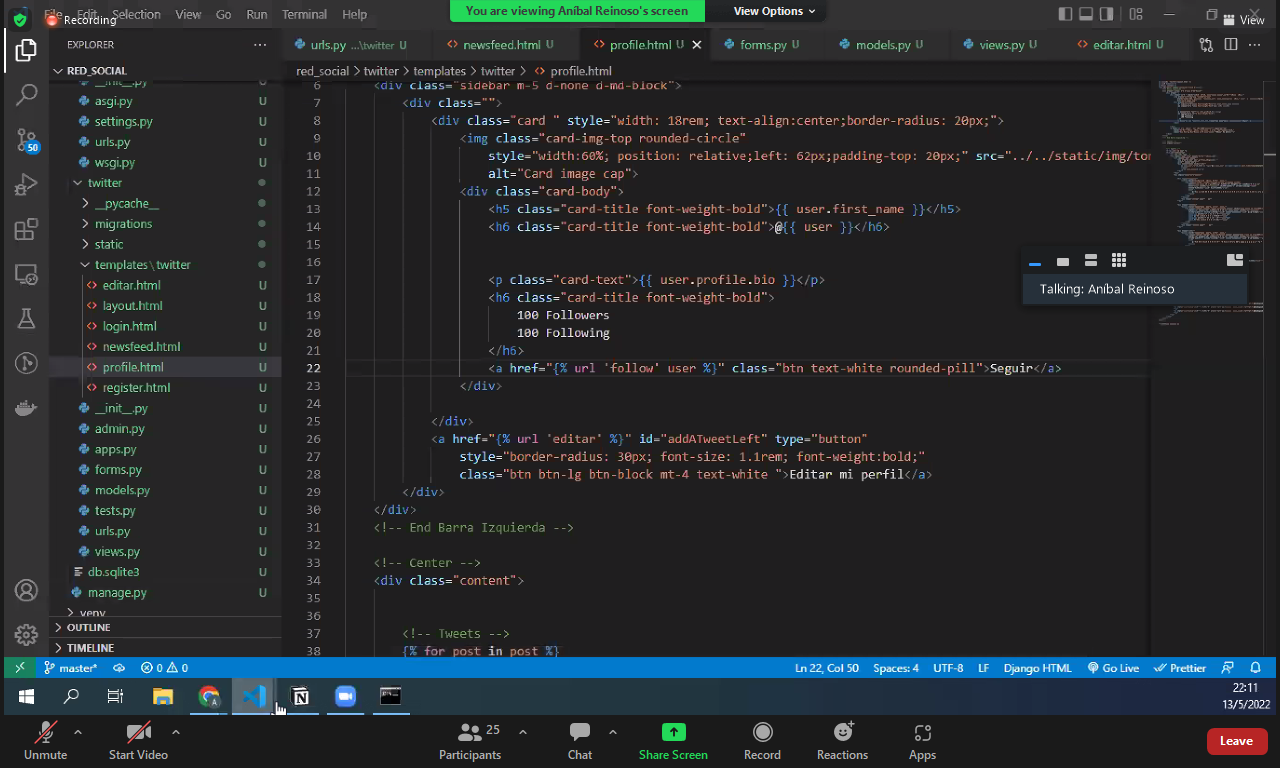 File Edit Selection View Go Run Terminal Help
Recording
You are viewing Aníbal Reinoso's screen
View Options
View
EXPLORER
urls.py ...\twitter U
newsfeed.html U
profile.html U
forms.py U
models.py U
views.py U
editar.html U
RED_SOCIAL
red_social > twitter > templates > twitter > profile.html
__init__.py
asgi.py U
settings.py U
urls.py U
wsgi.py U
twitter
__pycache__
migrations
static
templates\twitter
editar.html U
layout.html U
login.html U
newsfeed.html U
profile.html U
register.html U
__init__.py U
admin.py U
apps.py U
forms.py U
models.py U
tests.py U
urls.py U
views.py U
db.sqlite3 U
manage.py U
venv
OUTLINE
TIMELINE
50
6 <div class="sidebar m-5 d-none d-md-block">
7 <div class="">
8 <div class="card " style="width: 18rem; text-align:center;border-radius: 20px;">
9 <img class="card-img-top rounded-circle"
10 style="width:60%; position: relative;left: 62px;padding-top: 20px;" src="../../static/img/tom
11 alt="Card image cap">
12 <div class="card-body">
13 <h5 class="card-title font-weight-bold">{{ user.first_name }}</h5>
14 <h6 class="card-title font-weight-bold">@{{ user }}</h6>
15
16
17 <p class="card-text">{{ user.profile.bio }}</p>
18 <h6 class="card-title font-weight-bold">
19 100 Followers
20 100 Following
21 </h6>
22 <a href="{% url 'follow' user %}" class="btn text-white rounded-pill">Seguir</a>
23 </div>
24
25 </div>
26 <a href="{% url 'editar' %}" id="addATweetLeft" type="button"
27 style="border-radius: 30px; font-size: 1.1rem; font-weight:bold;"
28 class="btn btn-lg btn-block mt-4 text-white ">Editar mi perfil</a>
29 </div>
30 </div>
31 <!-- End Barra Izquierda -->
32
33 <!-- Center -->
34 <div class="content">
35
36
37 <!-- Tweets -->
38 {% for post in post %}
Talking: Aníbal Reinoso
master*
0 0
Ln 22, Col 50 Spaces: 4 UTF-8 LF Django HTML Go Live Prettier
22:11
13/5/2022
Unmute
Start Video
Participants
25
Chat
Share Screen
Record
Reactions
Apps
Leave